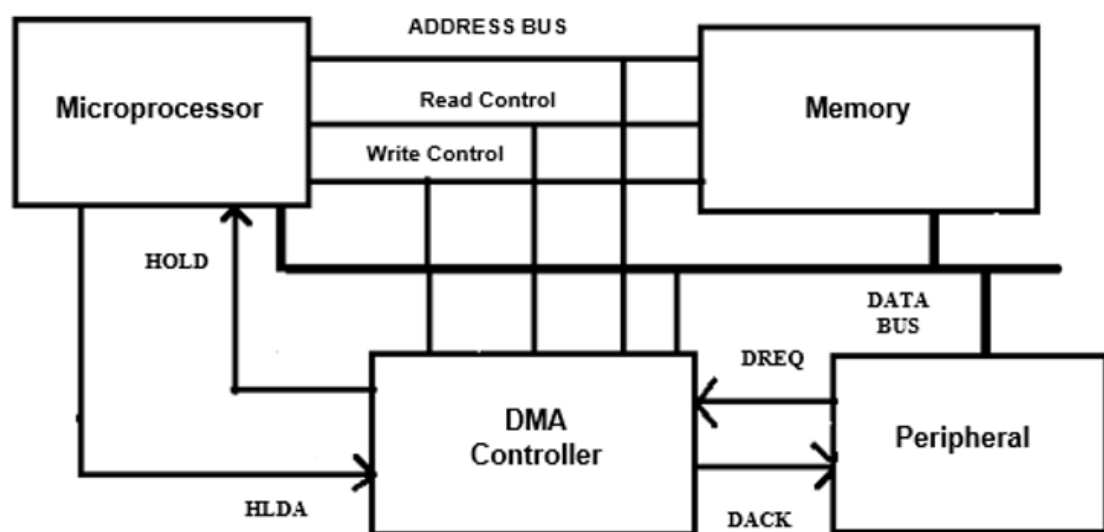 ADDRESS BUS
Microprocessor
Read Control
Memory
Write Control
HOLD
DATA
BUS
DREQ
DMA
Controller
Peripheral
HLDA
DACK